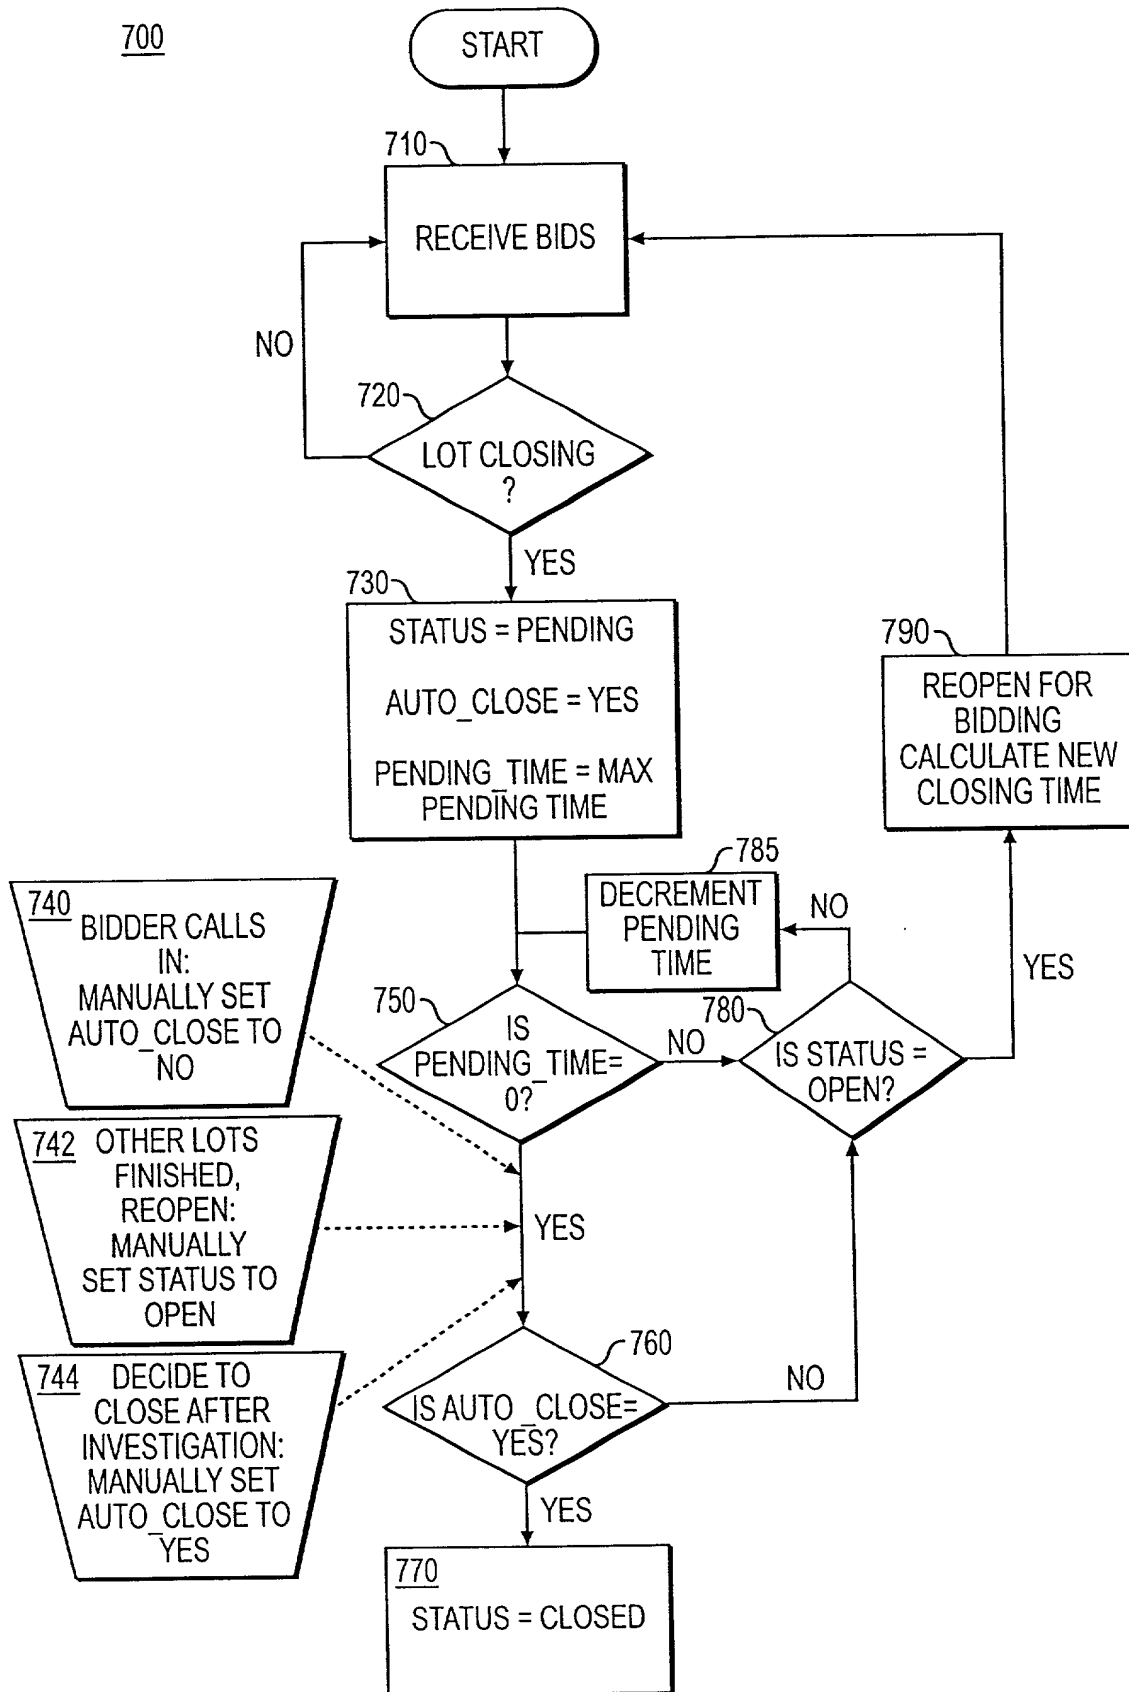 700
START
710
RECEIVE BIDS
NO
720
LOT CLOSING
?
YES
730
STATUS = PENDING
AUTO_CLOSE = YES
PENDING_TIME = MAX
PENDING TIME
790
REOPEN FOR
BIDDING
CALCULATE NEW
CLOSING TIME
785
DECREMENT
PENDING
TIME
NO
YES
740
BIDDER CALLS
IN:
MANUALLY SET
AUTO_CLOSE TO
NO
750
IS
PENDING_TIME=
0?
NO
780
IS STATUS =
OPEN?
742
OTHER LOTS
FINISHED,
REOPEN:
MANUALLY
SET STATUS TO
OPEN
YES
744
DECIDE TO
CLOSE AFTER
INVESTIGATION:
MANUALLY SET
AUTO_CLOSE TO
YES
760
IS AUTO_CLOSE=
YES?
NO
YES
770
STATUS = CLOSED